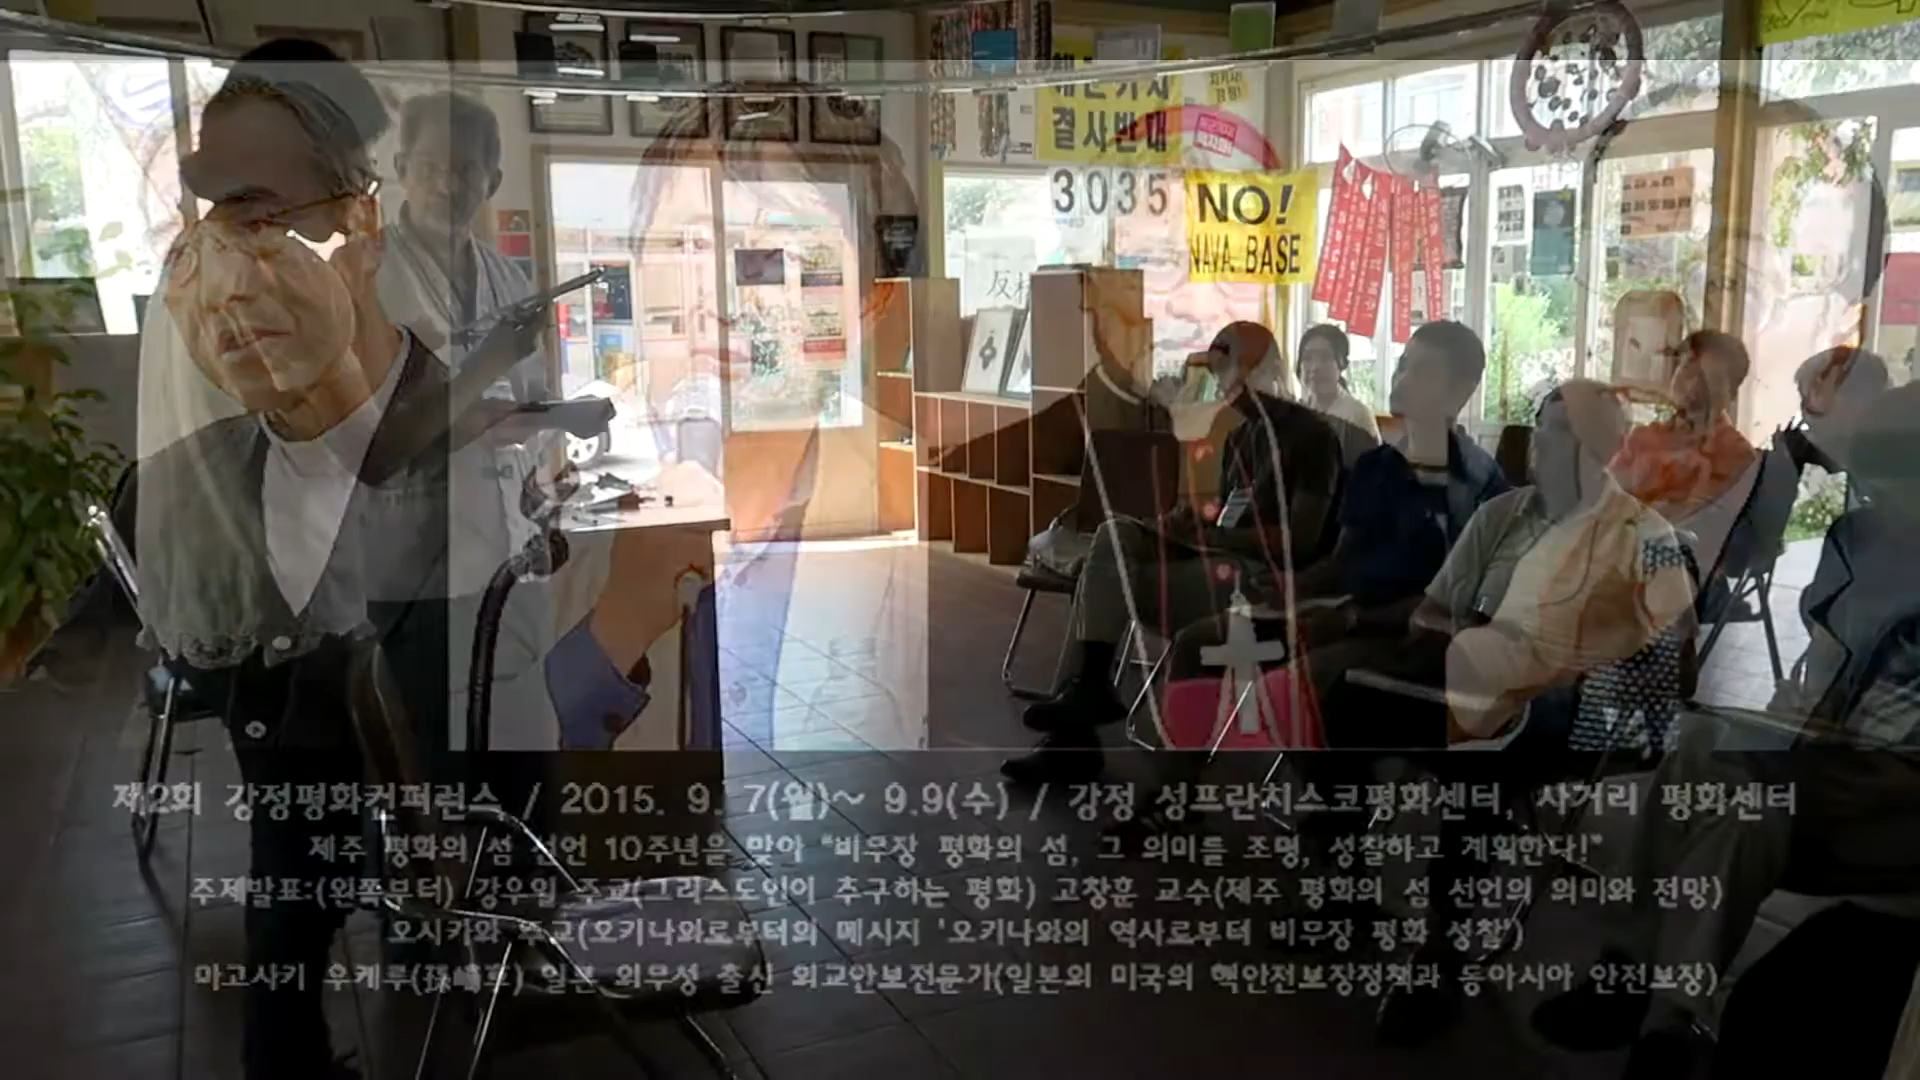 해군기지
결사반대
3035
NO!
NAVA BASE
제2회 강정평화컨퍼런스 / 2015. 9. 7(월)~ 9.9(수) / 강정 성프란치스코평화센터, 사거리 평화센터
제주 평화의 섬 선언 10주년을 맞아 "비무장 평화의 섬, 그 의미를 조명, 성찰하고 계획한다!"
주제발표:(왼쪽부터) 강우일 주교(그리스도인이 추구하는 평화) 고창훈 교수(제주 평화의 섬 선언의 의미와 전망)
오시카와 주교(오키나와로부터의 메시지 '오키나와의 역사로부터 비무장 평화 성찰')
마고사키 우케루(孫崎享) 일본 외무성 출신 외교안보전문가(일본외 미국의 핵안전보장정책과 동아시아 안전보장)